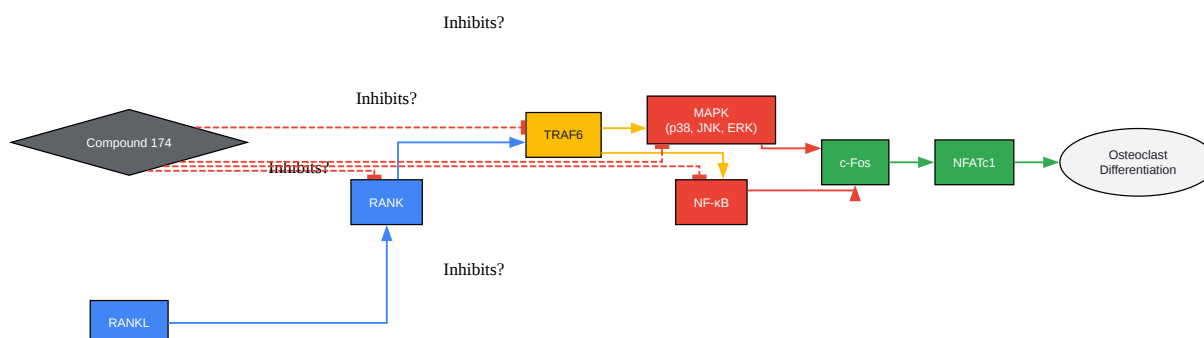 Inhibits?
Inhibits?
MAPK
(p38, JNK, ERK)
TRAF6
Compound 174
Inhibits?
c-Fos
NFATc1
Osteoclast
Differentiation
RANK
NF-κB
Inhibits?
RANKL